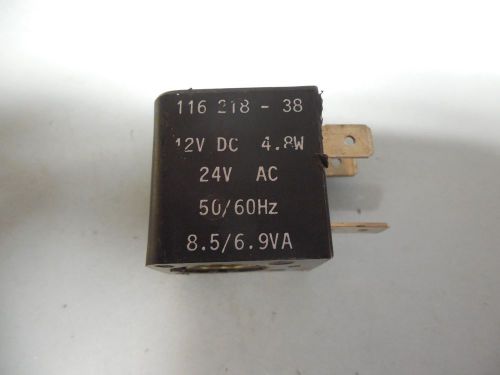 116 218 - 38
12V DC 4.8W
24V AC
50/60Hz
8.5/6.9VA